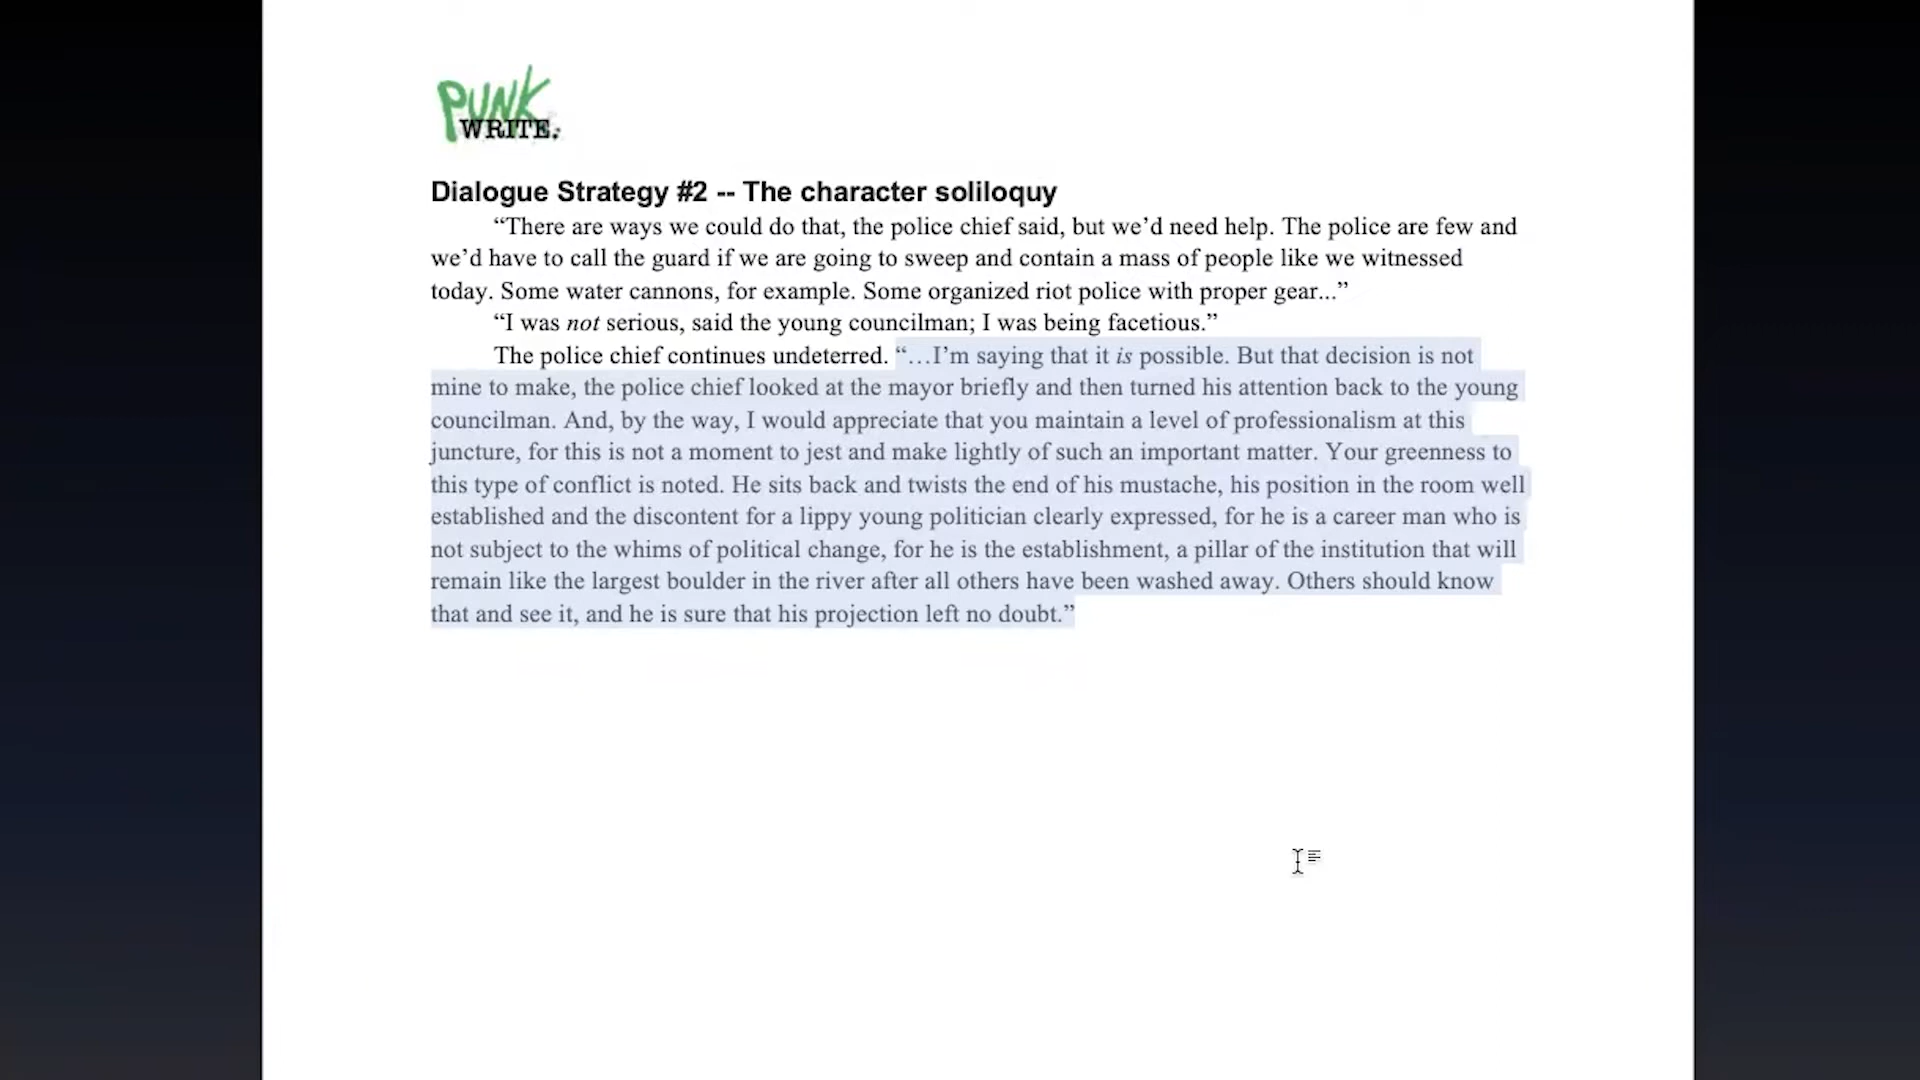 PUNK
WRITE.
Dialogue Strategy #2 -- The character soliloquy
“There are ways we could do that, the police chief said, but we’d need help. The police are few and
we’d have to call the guard if we are going to sweep and contain a mass of people like we witnessed
today. Some water cannons, for example. Some organized riot police with proper gear...”
“I was not serious, said the young councilman; I was being facetious.”
The police chief continues undeterred. “…I’m saying that it is possible. But that decision is not
mine to make, the police chief looked at the mayor briefly and then turned his attention back to the young
councilman. And, by the way, I would appreciate that you maintain a level of professionalism at this
juncture, for this is not a moment to jest and make lightly of such an important matter. Your greenness to
this type of conflict is noted. He sits back and twists the end of his mustache, his position in the room well
established and the discontent for a lippy young politician clearly expressed, for he is a career man who is
not subject to the whims of political change, for he is the establishment, a pillar of the institution that will
remain like the largest boulder in the river after all others have been washed away. Others should know
that and see it, and he is sure that his projection left no doubt.”